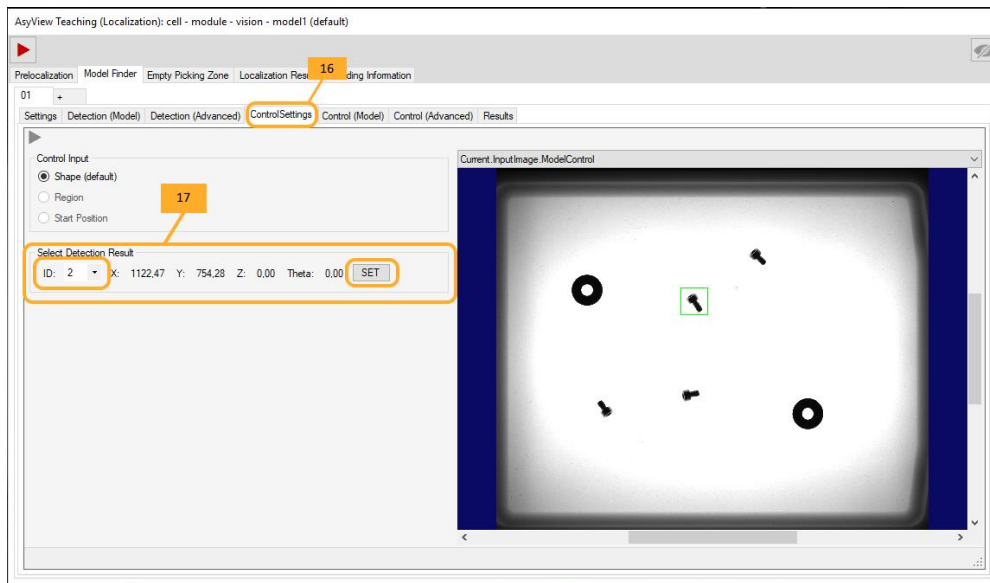 AsyView Teaching (Localization): cell - module - vision - model1 (default)
Prelocalization Model Finder Empty Picking Zone Localization Res ding Information
16
01 +
Settings Detection (Model) Detection (Advanced) ControlSettings Control (Model) Control (Advanced) Results
Control Input
Shape (default)
Region
Start Position
17
Select Detection Result
ID: 2 X: 1122,47 Y: 754,28 Z: 0,00 Theta: 0,00 SET
Current.InputImage.ModelControl